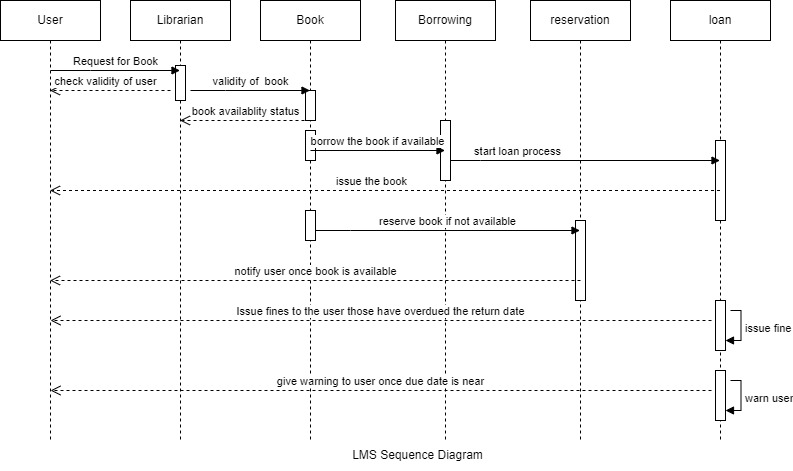 User
Librarian
Book
Borrowing
reservation
loan
Request for Book
check validity of user
validity of book
book availablity status
borrow the book if available
start loan process
issue the book
reserve book if not available
notify user once book is available
Issue fines to the user those have overdued the return date
issue fine
give warning to user once due date is near
warn user
LMS Sequence Diagram